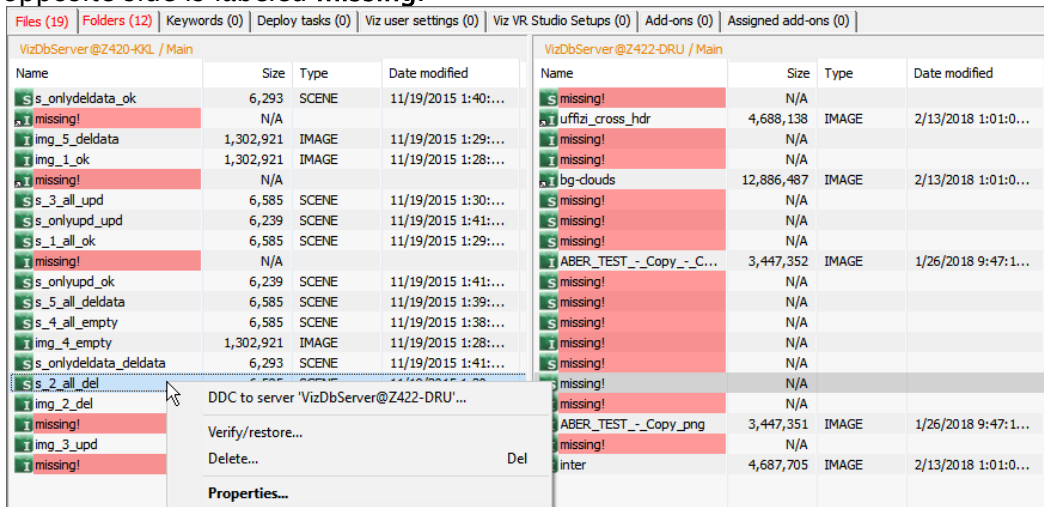 opposite side is labeled missing.
Files (19) Folders (12) Keywords (0) Deploy tasks (0) Viz user settings (0) Viz VR Studio Setups (0) Add-ons (0) Assigned add-ons (0)
VizDbServer@Z420-KKL / Main VizDbServer@Z422-DRU / Main
Name Size Type Date modified Name Size Type Date modified
s_onlydeldata_ok 6,293 SCENE 11/19/2015 1:40:... missing! N/A
missing! N/A uffizi_cross_hdr 4,688,138 IMAGE 2/13/2018 1:01:0...
img_5_deldata 1,302,921 IMAGE 11/19/2015 1:29:... missing! N/A
img_1_ok 1,302,921 IMAGE 11/19/2015 1:28:... missing! N/A
missing! N/A bg-clouds 12,886,487 IMAGE 2/13/2018 1:01:0...
s_3_all_upd 6,585 SCENE 11/19/2015 1:30:... missing! N/A
s_onlyupd_upd 6,239 SCENE 11/19/2015 1:41:... missing! N/A
s_1_all_ok 6,585 SCENE 11/19/2015 1:29:... missing! N/A
missing! N/A ABER_TEST_-_Copy_-_C... 3,447,352 IMAGE 1/26/2018 9:47:1...
s_onlyupd_ok 6,239 SCENE 11/19/2015 1:41:... missing! N/A
s_5_all_deldata 6,585 SCENE 11/19/2015 1:39:... missing! N/A
s_4_all_empty 6,585 SCENE 11/19/2015 1:38:... missing! N/A
img_4_empty 1,302,921 IMAGE 11/19/2015 1:28:... missing! N/A
s_onlydeldata_deldata 6,293 SCENE 11/19/2015 1:41:... missing! N/A
s_2_all_del missing! N/A
DDC to server 'VizDbServer@Z422-DRU'...
img_2_del missing! N/A
missing! ABER_TEST_-_Copy_png 3,447,351 IMAGE 1/26/2018 9:47:1...
Verify/restore...
img_3_upd missing! N/A
Delete... Del
missing! inter 4,687,705 IMAGE 2/13/2018 1:01:0...
Properties...